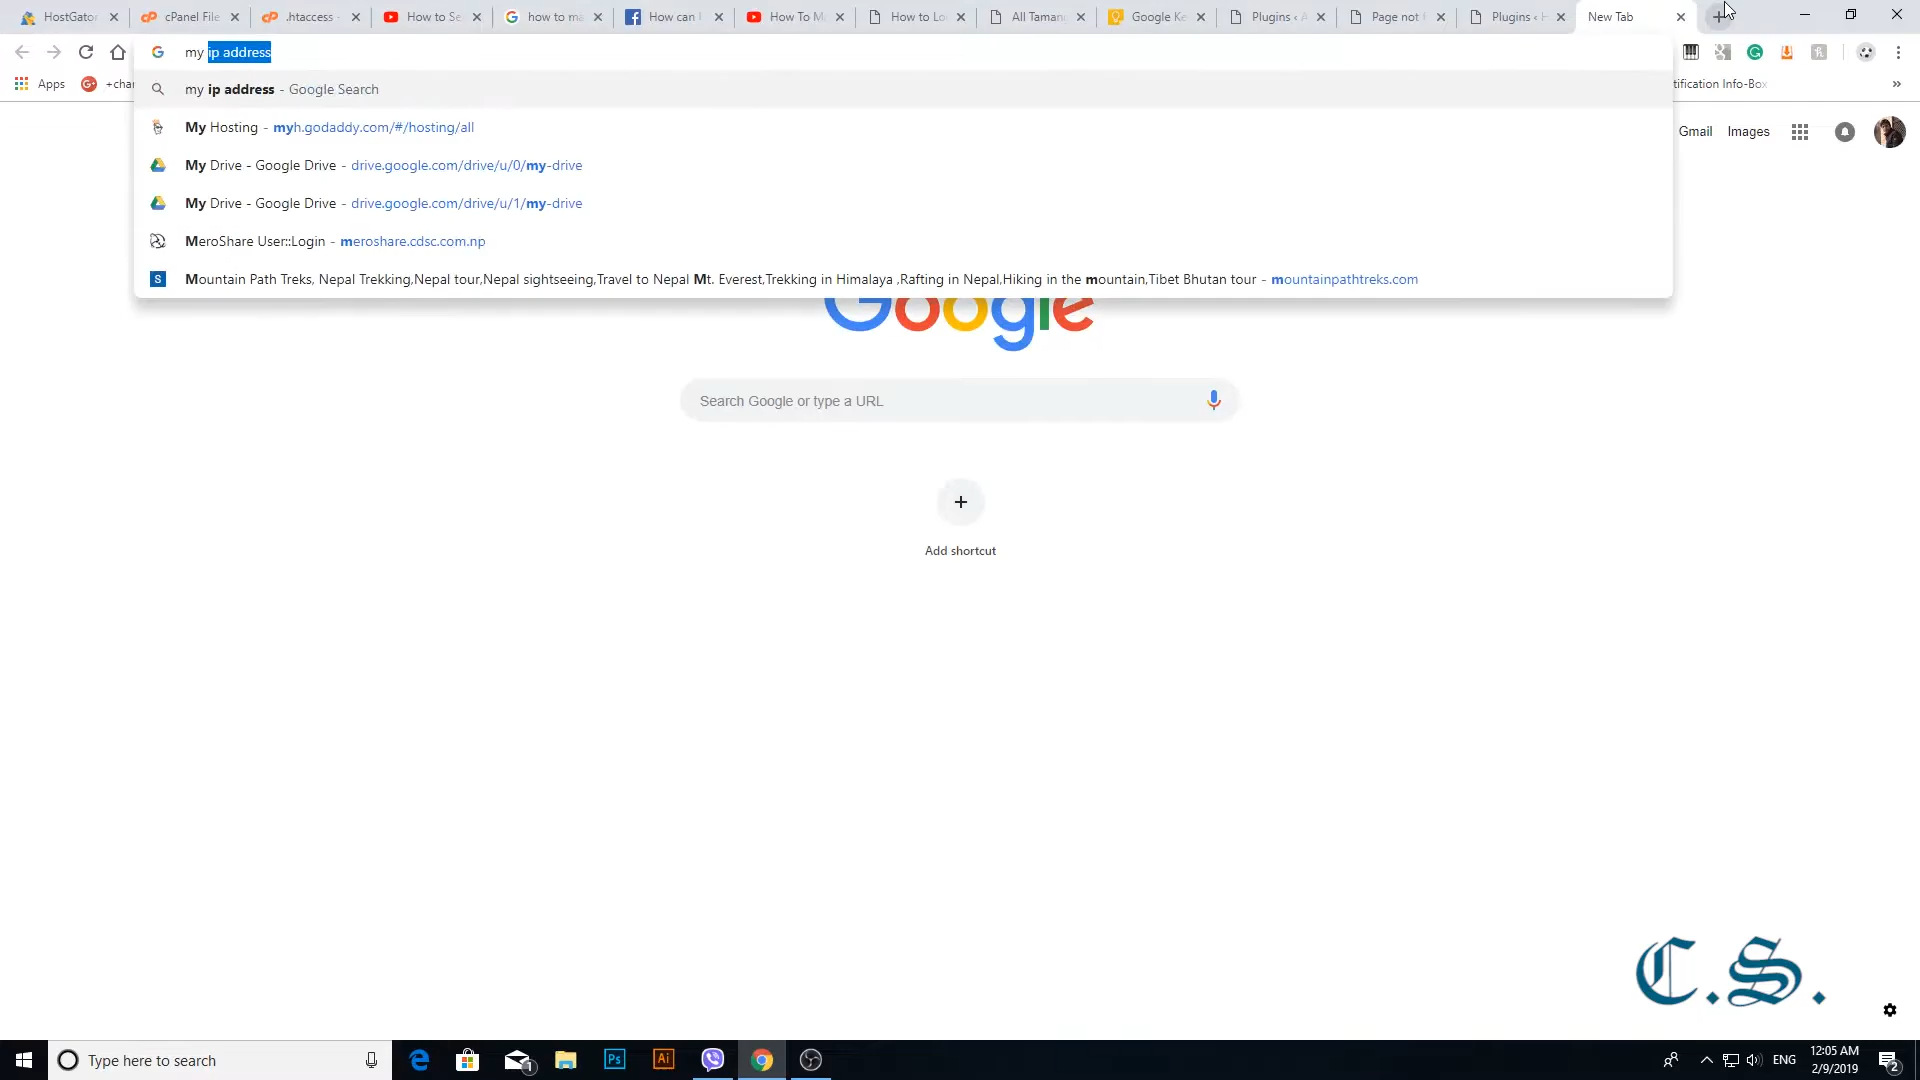 HostGator
cPanel File
.htaccess
How to Se
how to ma
How can
How To M
How to Lo
All Taman
Google Ke
Plugins ‹ A
Page not f
Plugins ‹ H
New Tab
my ip address
Apps
+char
tification Info-Box
»
my ip address - Google Search
My Hosting - myh.godaddy.com/#/hosting/all
My Drive - Google Drive - drive.google.com/drive/u/0/my-drive
My Drive - Google Drive - drive.google.com/drive/u/1/my-drive
MeroShare User::Login - meroshare.cdsc.com.np
Mountain Path Treks, Nepal Trekking,Nepal tour,Nepal sightseeing,Travel to Nepal Mt. Everest,Trekking in Himalaya ,Rafting in Nepal,Hiking in the mountain,Tibet Bhutan tour - mountainpathtreks.com
Gmail Images
Google
Search Google or type a URL
Add shortcut
C.S.
Type here to search
1
Ps
Ai
ENG
12:05 AM
2/9/2019
2